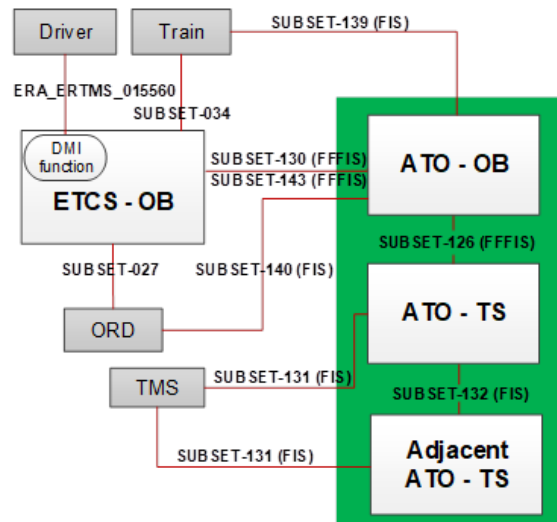 Driver
Train
SUBSET-139 (FIS)
ERA_ERTMS_015560
SUBSET-034
DMI
function
ETCS - OB
SUBSET-130 (FFFIS)
SUBSET-143 (FFFIS)
ATO - OB
SUBSET-126 (FFFIS)
SUBSET-027
SUBSET-140 (FIS)
ATO - TS
ORD
TMS
SUBSET-131 (FIS)
SUBSET-132 (FIS)
SUBSET-131 (FIS)
Adjacent
ATO - TS